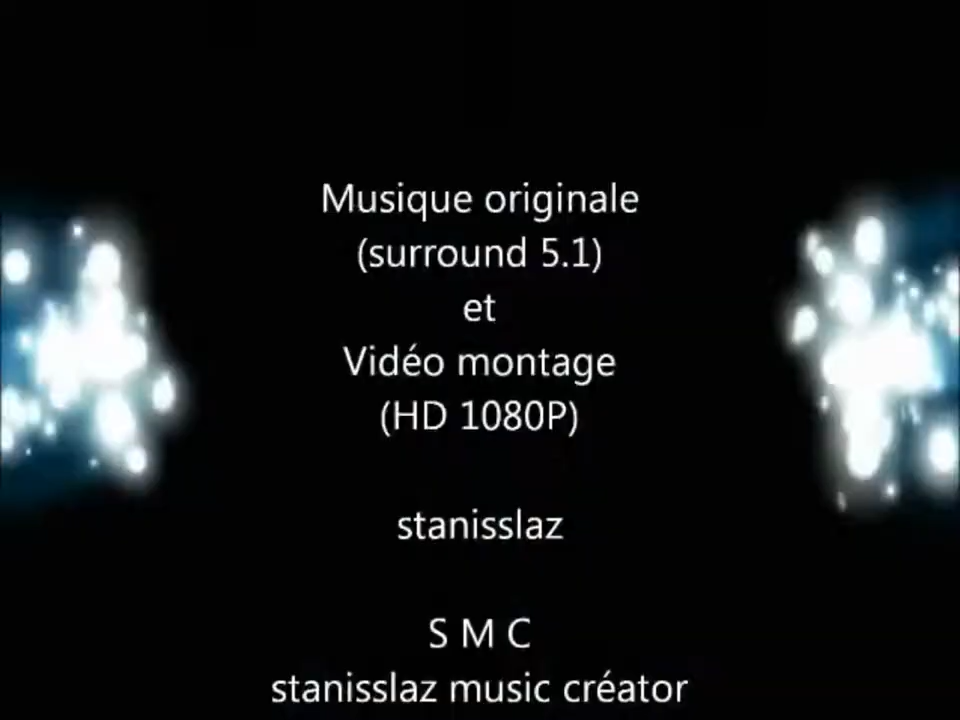 Musique originale
(surround 5.1)
et
Vidéo montage
(HD 1080P)
stanisslaz
S M C
stanisslaz music créator